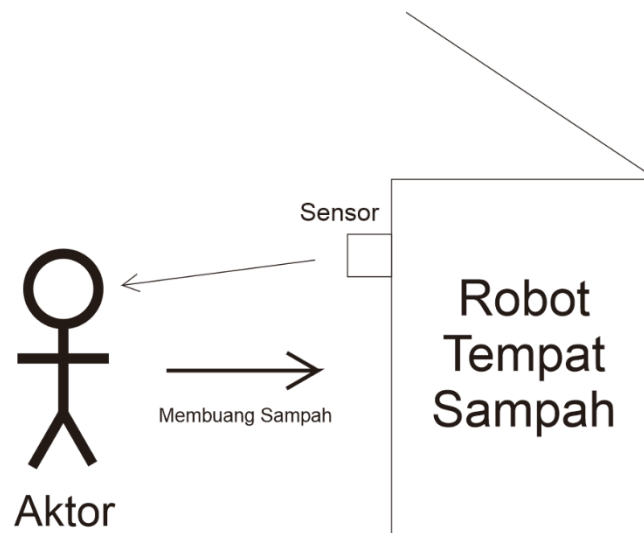 Sensor
Robot
Tempat
Sampah
Membuang Sampah
Aktor